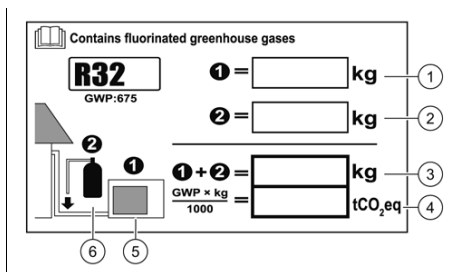 Contains fluorinated greenhouse gases
R32
GWP:675
❶= kg ①
❷= kg ②
❶+❷= kg ③
GWP × kg
1000
= tCO₂eq ④
❷
❶
⑥ ⑤